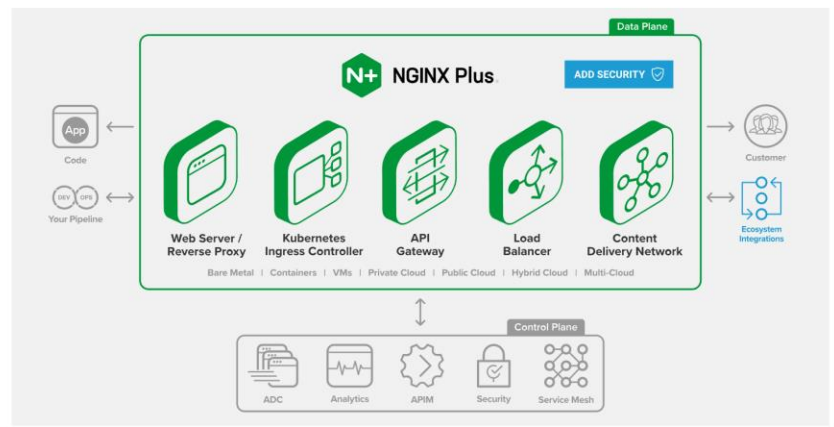 Data Plane
N+ NGINX Plus
ADD SECURITY
App
Code
DEV OPS
Your Pipeline
Customer
Ecosystem
Integrations
Web Server /
Reverse Proxy
Kubernetes
Ingress Controller
API
Gateway
Load
Balancer
Content
Delivery Network
Bare Metal | Containers | VMs | Private Cloud | Public Cloud | Hybrid Cloud | Multi-Cloud
Control Plane
ADC
Analytics
APIM
Security
Service Mesh